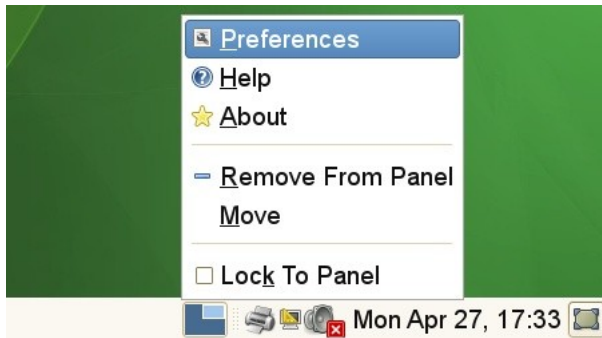 Preferences
Help
About
Remove From Panel
Move
Lock To Panel
Mon Apr 27, 17:33